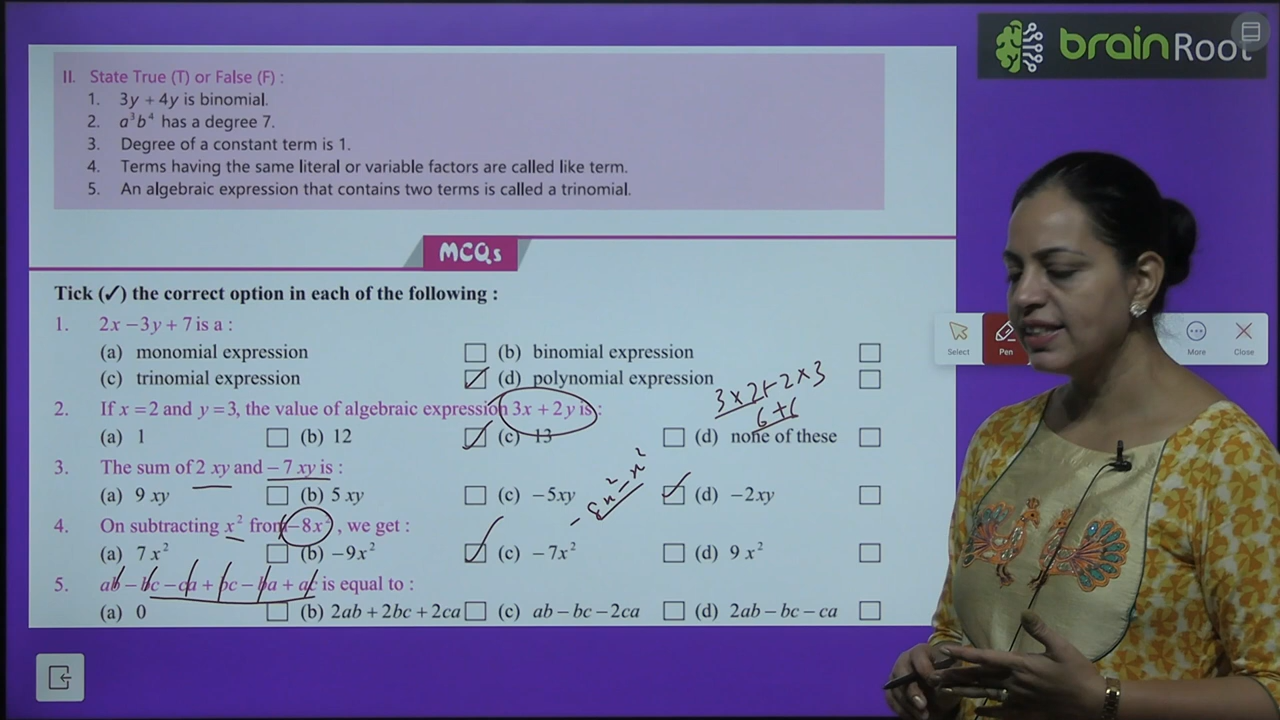 brainRoot
II. State True (T) or False (F) :
1. 3y + 4y is binomial.
2. a³b⁴ has a degree 7.
3. Degree of a constant term is 1.
4. Terms having the same literal or variable factors are called like term.
5. An algebraic expression that contains two terms is called a trinomial.
MCQs
Tick (✓) the correct option in each of the following :
1. 2x − 3y + 7 is a :
(a) monomial expression (b) binomial expression
(c) trinomial expression (d) polynomial expression
3 × 2 + 2 × 3
2. If x = 2 and y = 3, the value of algebraic expression 3x + 2y is :
6 + 6
(a) 1 (b) 12 (c) 13 (d) none of these
3. The sum of 2 xy and − 7 xy is :
(a) 9 xy (b) 5 xy (c) −5xy (d) −2xy
−8x² − x²
4. On subtracting x² from −8x², we get :
(a) 7x² (b) −9x² (c) −7x² (d) 9x²
5. ab − bc − ca + bc − ba + ac is equal to :
(a) 0 (b) 2ab + 2bc + 2ca (c) ab − bc − 2ca (d) 2ab − bc − ca
Select
Pen
More
Close